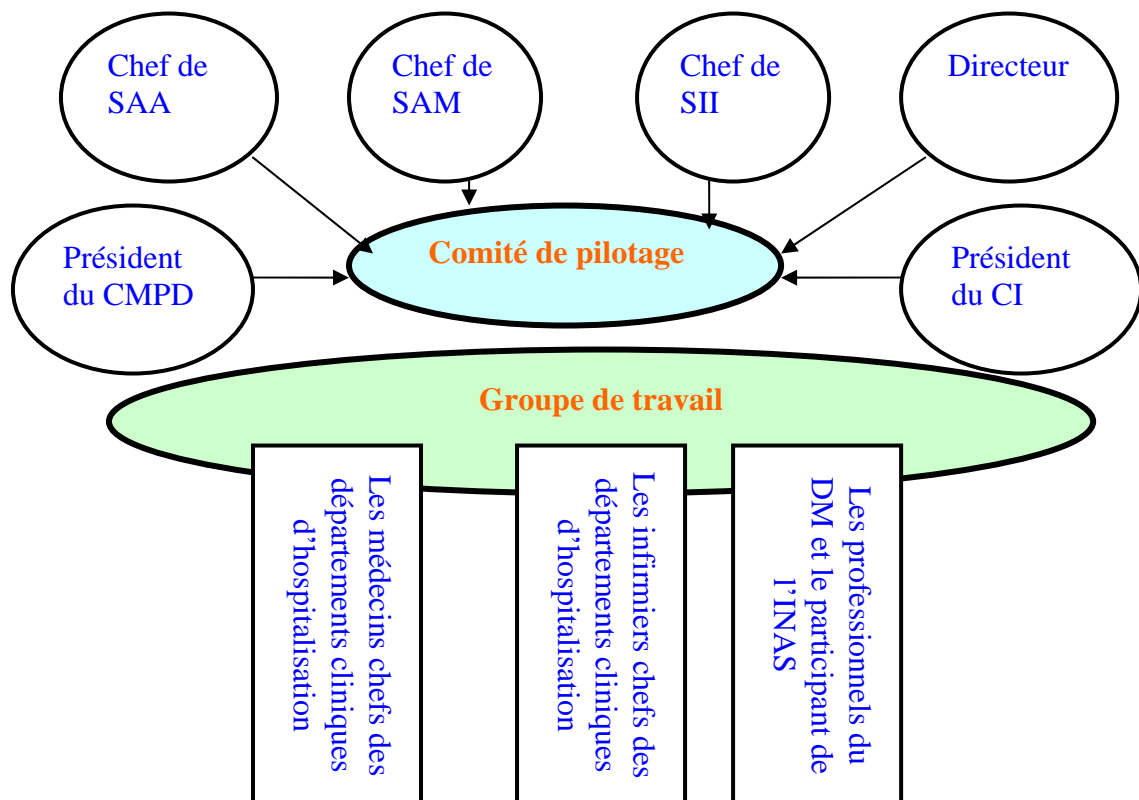 Chef de
SAA
Chef de
SAM
Chef de
SII
Directeur
Président
du CMPD
Comité de pilotage
Président
du CI
Groupe de travail
Les médecins chefs des
départements cliniques
d'hospitalisation
Les infirmiers chefs des
départements cliniques
d'hospitalisation
Les professionnels du
DM et le participant de
l'INAS